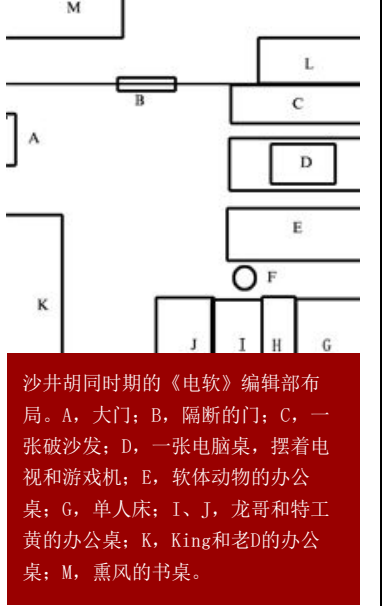 M
L
B
C
A
D
E
F
K
J I H G
沙井胡同时期的《电软》编辑部布
局。A，大门；B，隔断的门；C，一
张破沙发；D，一张电脑桌，摆着电
视和游戏机；E，软体动物的办公
桌；G，单人床；I、J，龙哥和特工
黄的办公桌；K，King和老D的办公
桌；M，熏风的书桌。